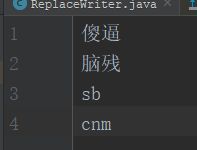 ReplaceWriter.java ×
1 傻逼
2 脑残
3 sb
4 cnm